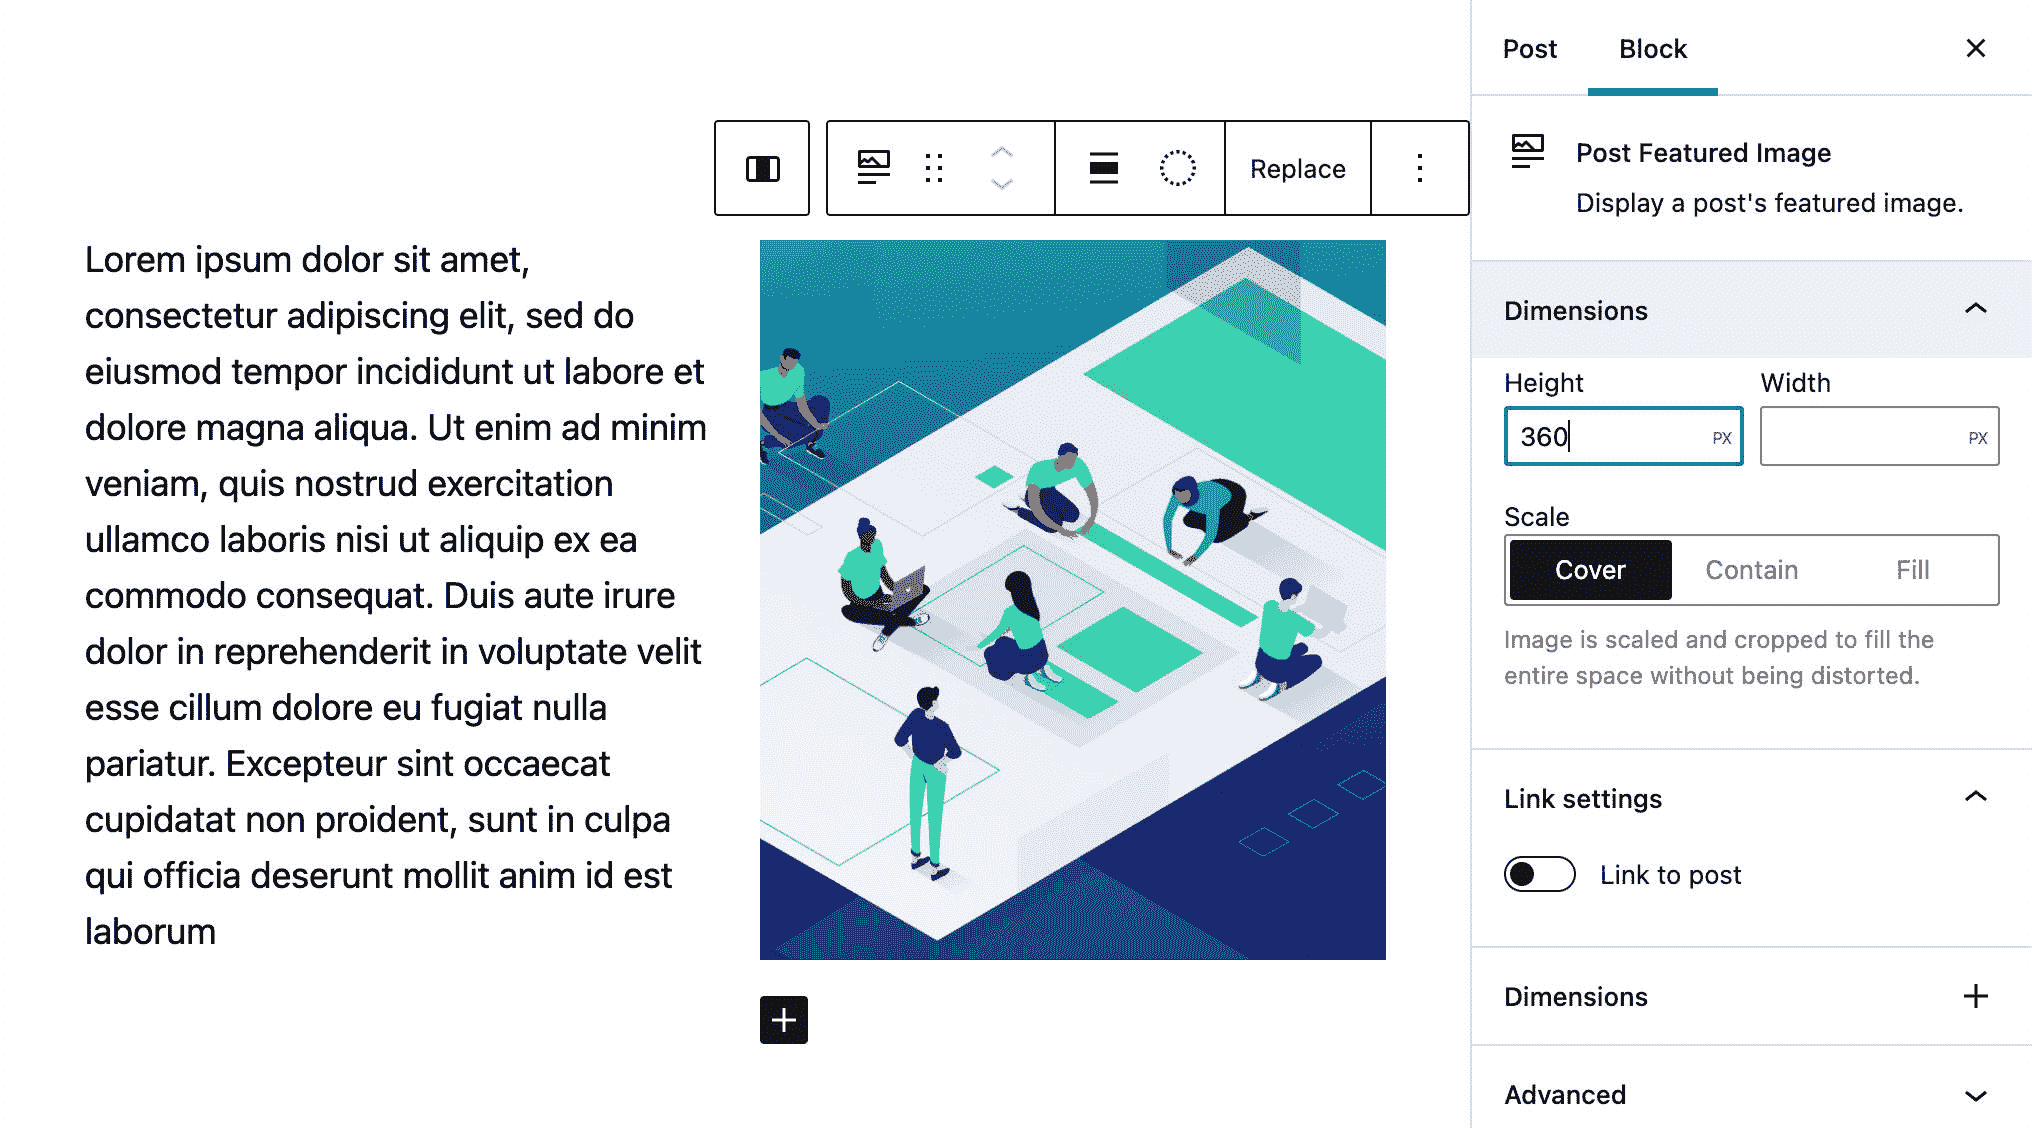 Replace
Lorem ipsum dolor sit amet,
consectetur adipiscing elit, sed do
eiusmod tempor incididunt ut labore et
dolore magna aliqua. Ut enim ad minim
veniam, quis nostrud exercitation
ullamco laboris nisi ut aliquip ex ea
commodo consequat. Duis aute irure
dolor in reprehenderit in voluptate velit
esse cillum dolore eu fugiat nulla
pariatur. Excepteur sint occaecat
cupidatat non proident, sunt in culpa
qui officia deserunt mollit anim id est
laborum
Post Block
Post Featured Image
Display a post's featured image.
Dimensions
Height Width
360 PX PX
Scale
Cover Contain Fill
Image is scaled and cropped to fill the
entire space without being distorted.
Link settings
Link to post
Dimensions
Advanced